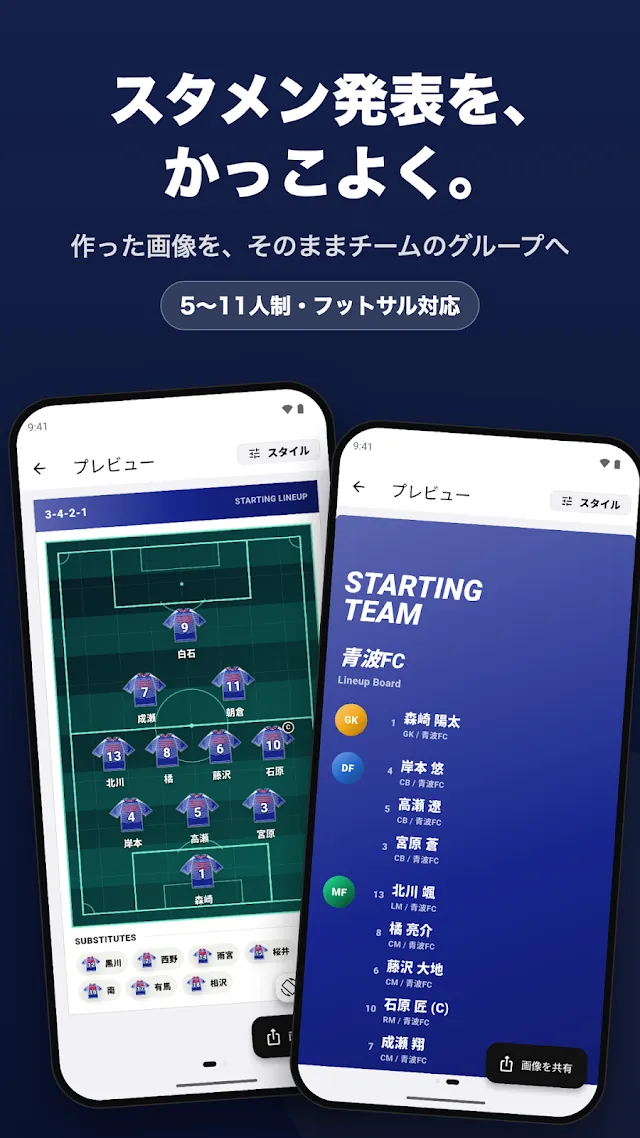 スタメン発表を、
かっこよく。
作った画像を、そのままチームのグループへ
5〜11人制・フットサル対応
9:41
プレビュー
スタイル
3-4-2-1
STARTING LINEUP
9
白石
7
成瀬
11
朝倉
13
北川
8
橘
6
藤沢
10
C
石原
4
岸本
5
高瀬
3
宮原
1
森崎
SUBSTITUTES
黒川
西野
雨宮
桜井
南
有馬
相沢
9:41
プレビュー
スタイル
STARTING
TEAM
青波FC
Lineup Board
GK
1 森崎 陽太
GK / 青波FC
DF
4 岸本 悠
CB / 青波FC
5 高瀬 遼
CB / 青波FC
3 宮原 蒼
CB / 青波FC
MF
13 北川 颯
LM / 青波FC
8 橘 亮介
CM / 青波FC
6 藤沢 大地
CM / 青波FC
10 石原 匠 (C)
RM / 青波FC
7 成瀬 翔
CM / 青波FC
画像を共有